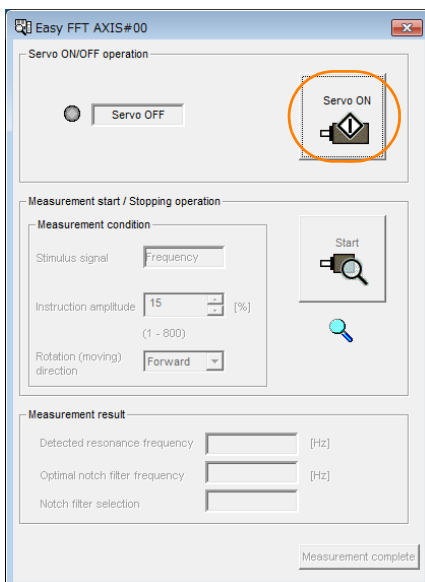 Easy FFT AXIS#00
Servo ON/OFF operation
Servo OFF
Servo ON
Measurement start / Stopping operation
Measurement condition
Stimulus signal Frequency
Start
Instruction amplitude 15 [%]
(1 - 800)
Rotation (moving)
direction Forward
Measurement result
Detected resonance frequency [Hz]
Optimal notch filter frequency [Hz]
Notch filter selection
Measurement complete